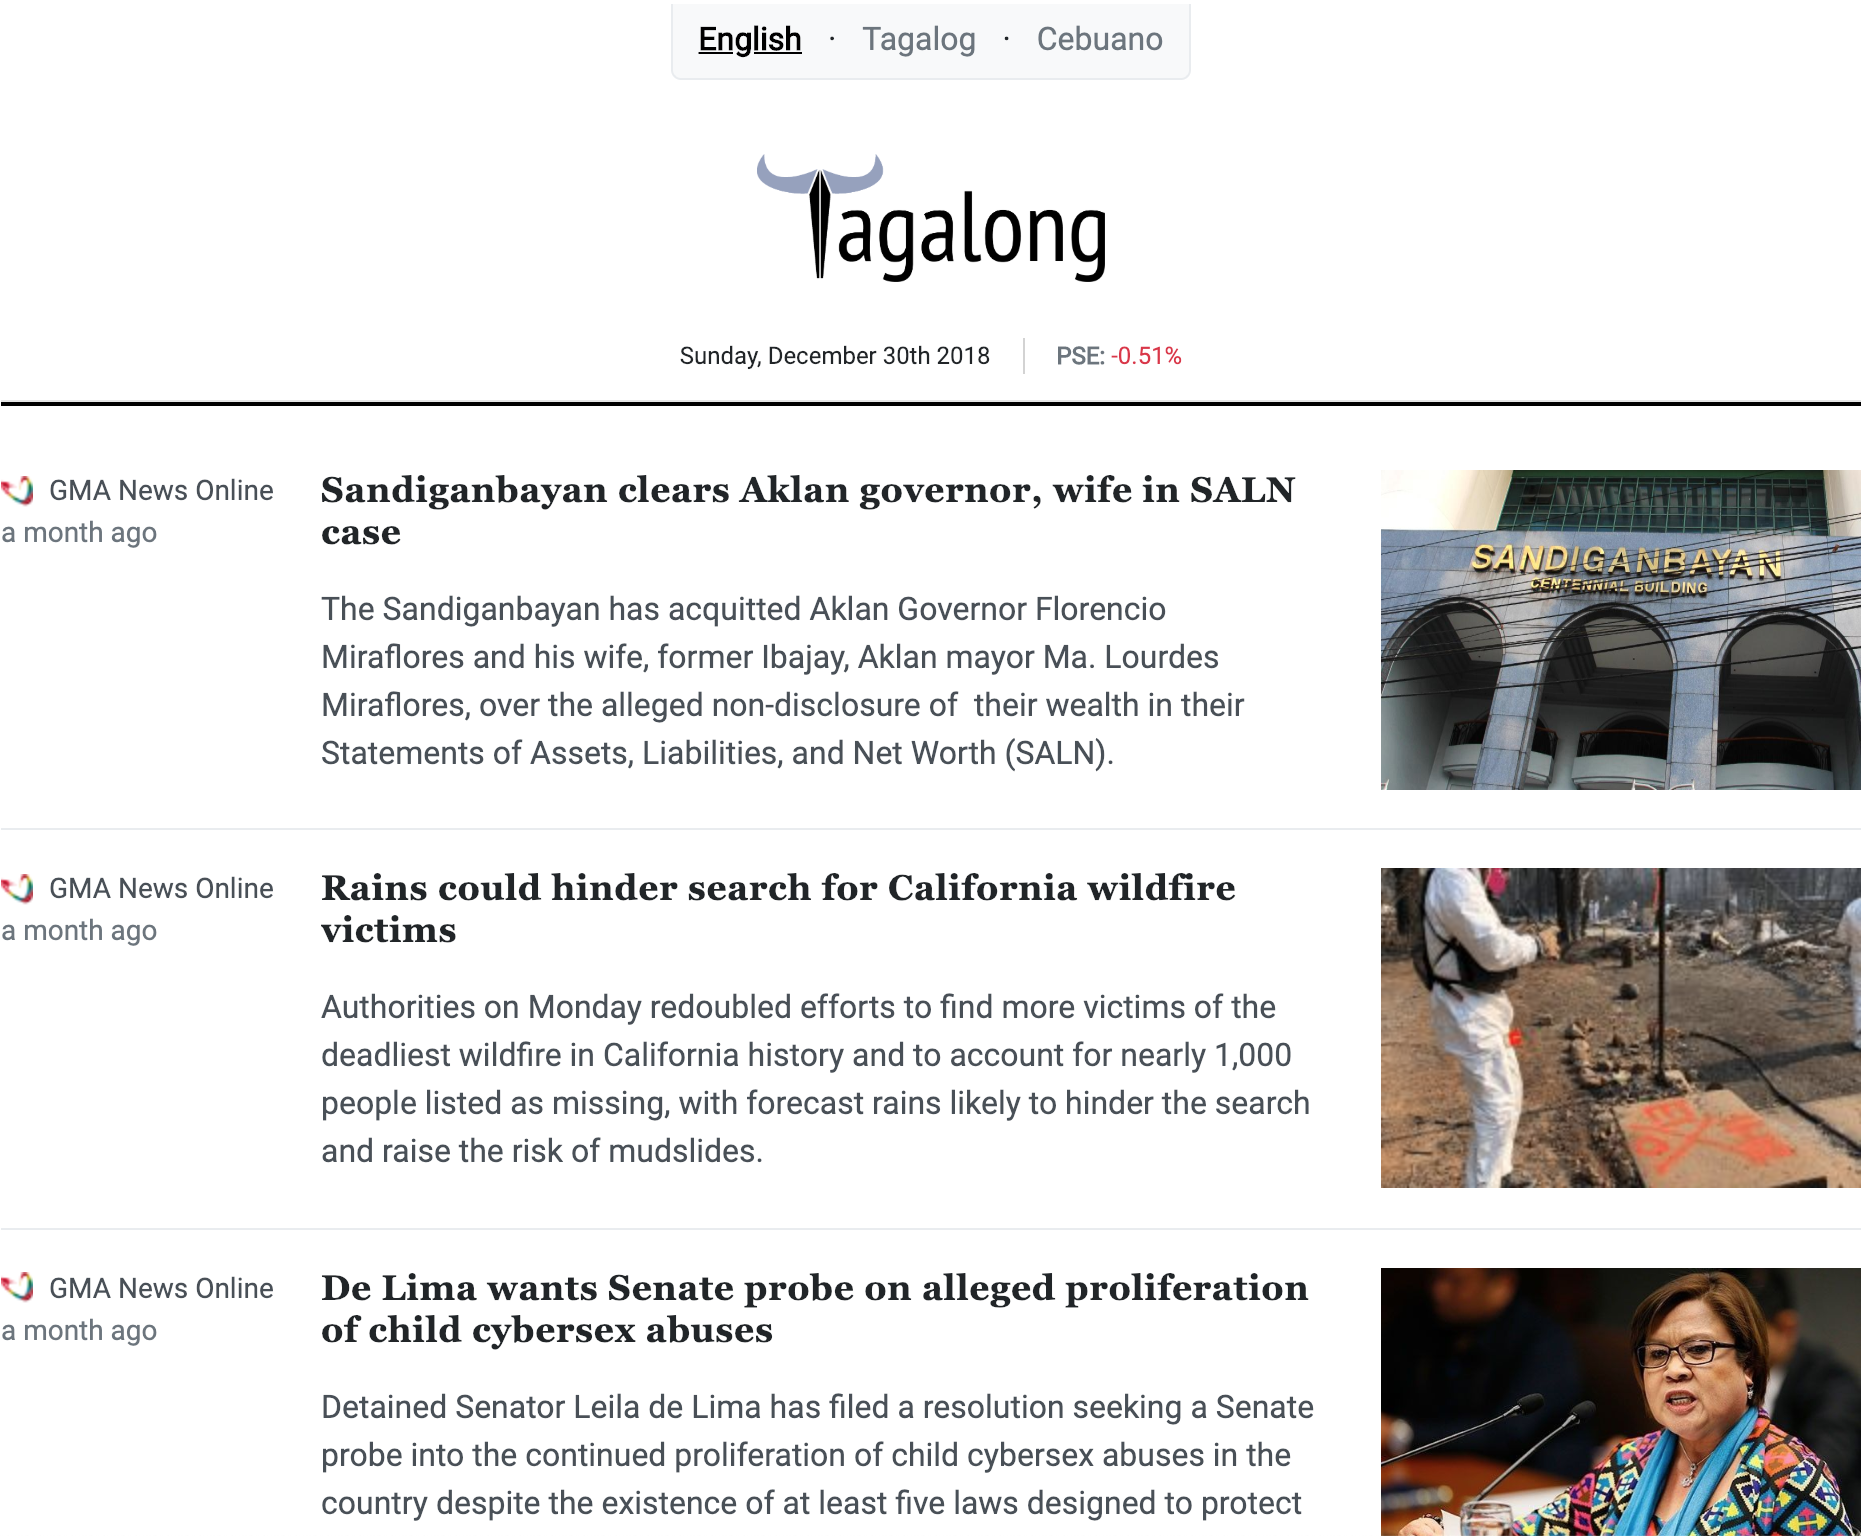 English · Tagalog · Cebuano
Tagalong
Sunday, December 30th 2018
PSE: -0.51%
GMA News Online
a month ago
Sandiganbayan clears Aklan governor, wife in SALN
case
The Sandiganbayan has acquitted Aklan Governor Florencio
Miraflores and his wife, former Ibajay, Aklan mayor Ma. Lourdes
Miraflores, over the alleged non-disclosure of  their wealth in their
Statements of Assets, Liabilities, and Net Worth (SALN).
SANDIGANBAYAN
CENTENNIAL BUILDING
GMA News Online
a month ago
Rains could hinder search for California wildfire
victims
Authorities on Monday redoubled efforts to find more victims of the
deadliest wildfire in California history and to account for nearly 1,000
people listed as missing, with forecast rains likely to hinder the search
and raise the risk of mudslides.
GMA News Online
a month ago
De Lima wants Senate probe on alleged proliferation
of child cybersex abuses
Detained Senator Leila de Lima has filed a resolution seeking a Senate
probe into the continued proliferation of child cybersex abuses in the
country despite the existence of at least five laws designed to protect